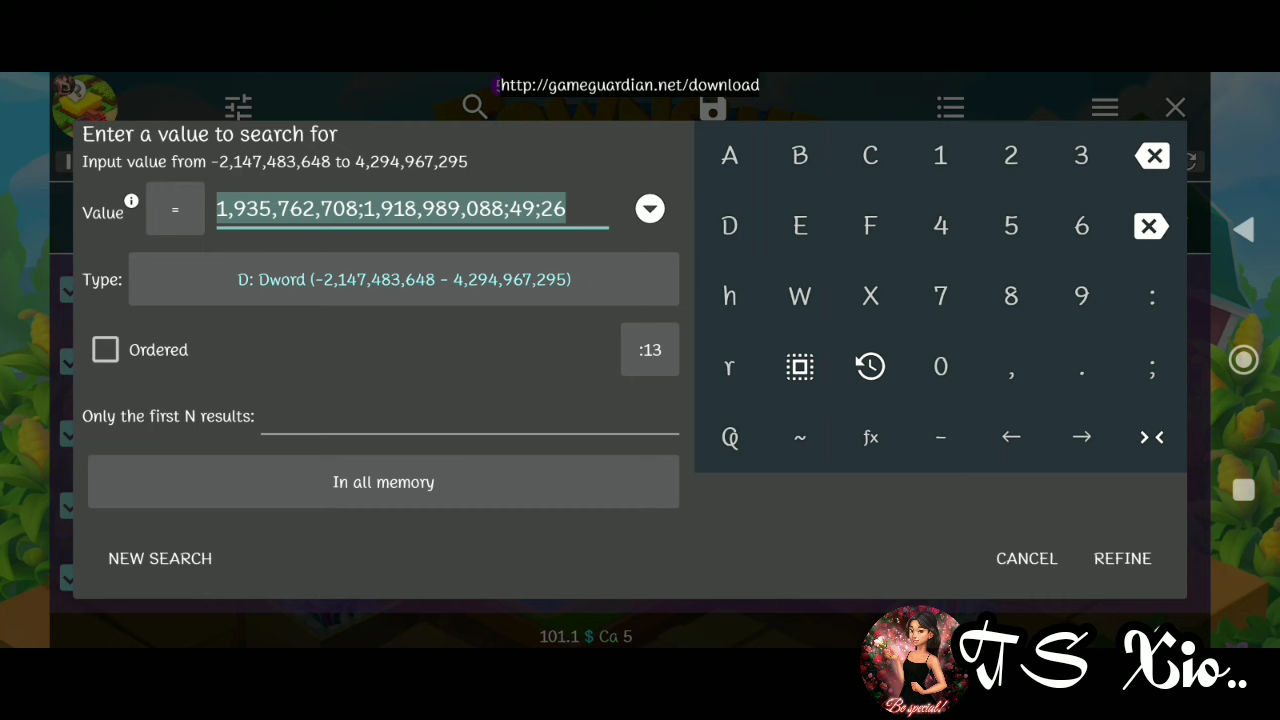 http://gameguardian.net/download
Enter a value to search for
Input value from -2,147,483,648 to 4,294,967,295
Value i = 1,935,762,708;1,918,989,088;49;26
Type: D: Dword (-2,147,483,648 - 4,294,967,295)
Ordered :13
Only the first N results:
In all memory
NEW SEARCH CANCEL REFINE
A B C 1 2 3
D E F 4 5 6
h W X 7 8 9 :
r 0 , . ;
Q ~ fx - ← → ><
101.1 $ Ca 5
TS Xio..
Be special!